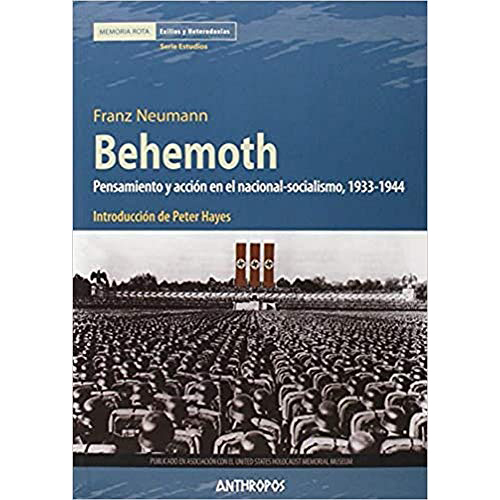 MEMORIA ROTA Exilios y Heterodoxias
Serie Estudios
Franz Neumann
Behemoth
Pensamiento y acción en el nacional-socialismo, 1933-1944
Introducción de Peter Hayes
PUBLICADO EN ASOCIACIÓN CON EL UNITED STATES HOLOCAUST MEMORIAL MUSEUM
ANTHROPOS